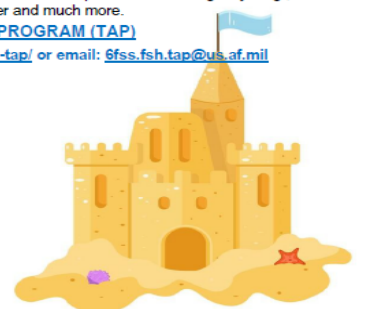 er and much more.
PROGRAM (TAP)
-tap/ or email: 6fss.fsh.tap@us.af.mil